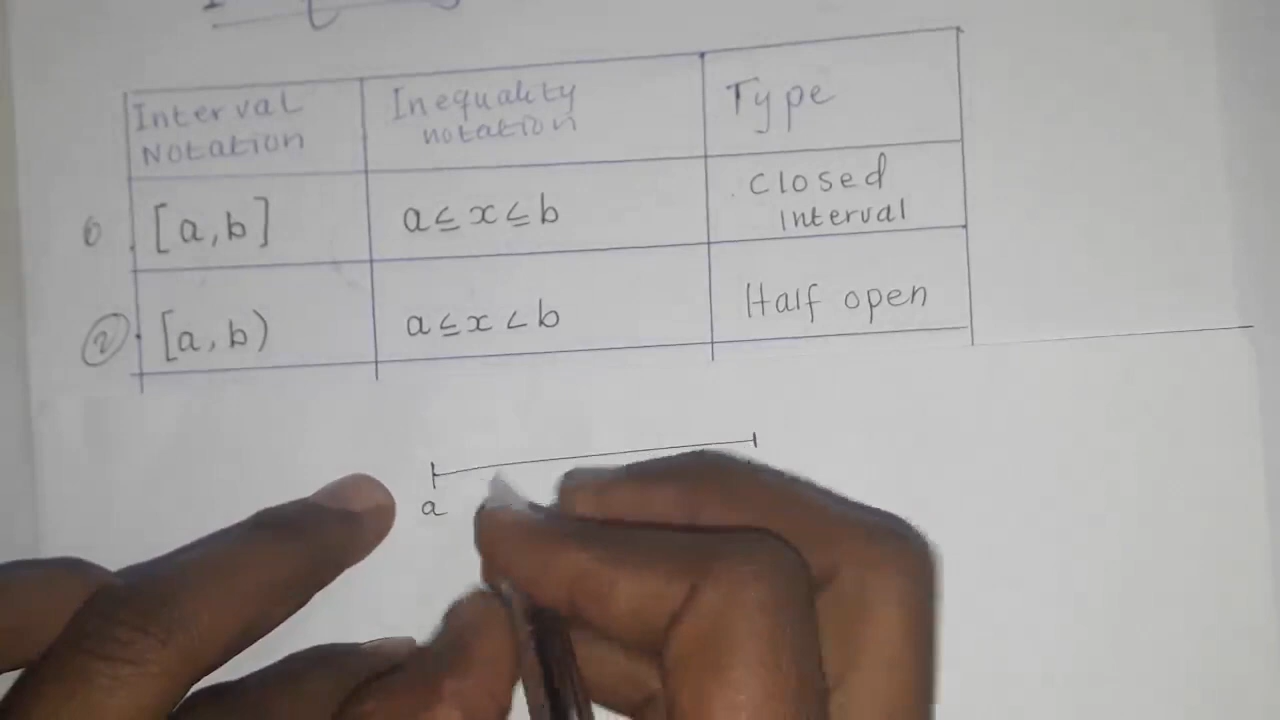 Interval Notation
Inequality notation
Type
[a,b]
a≤x≤b
Closed Interval
②
[a,b)
a≤x<b
Half open
a